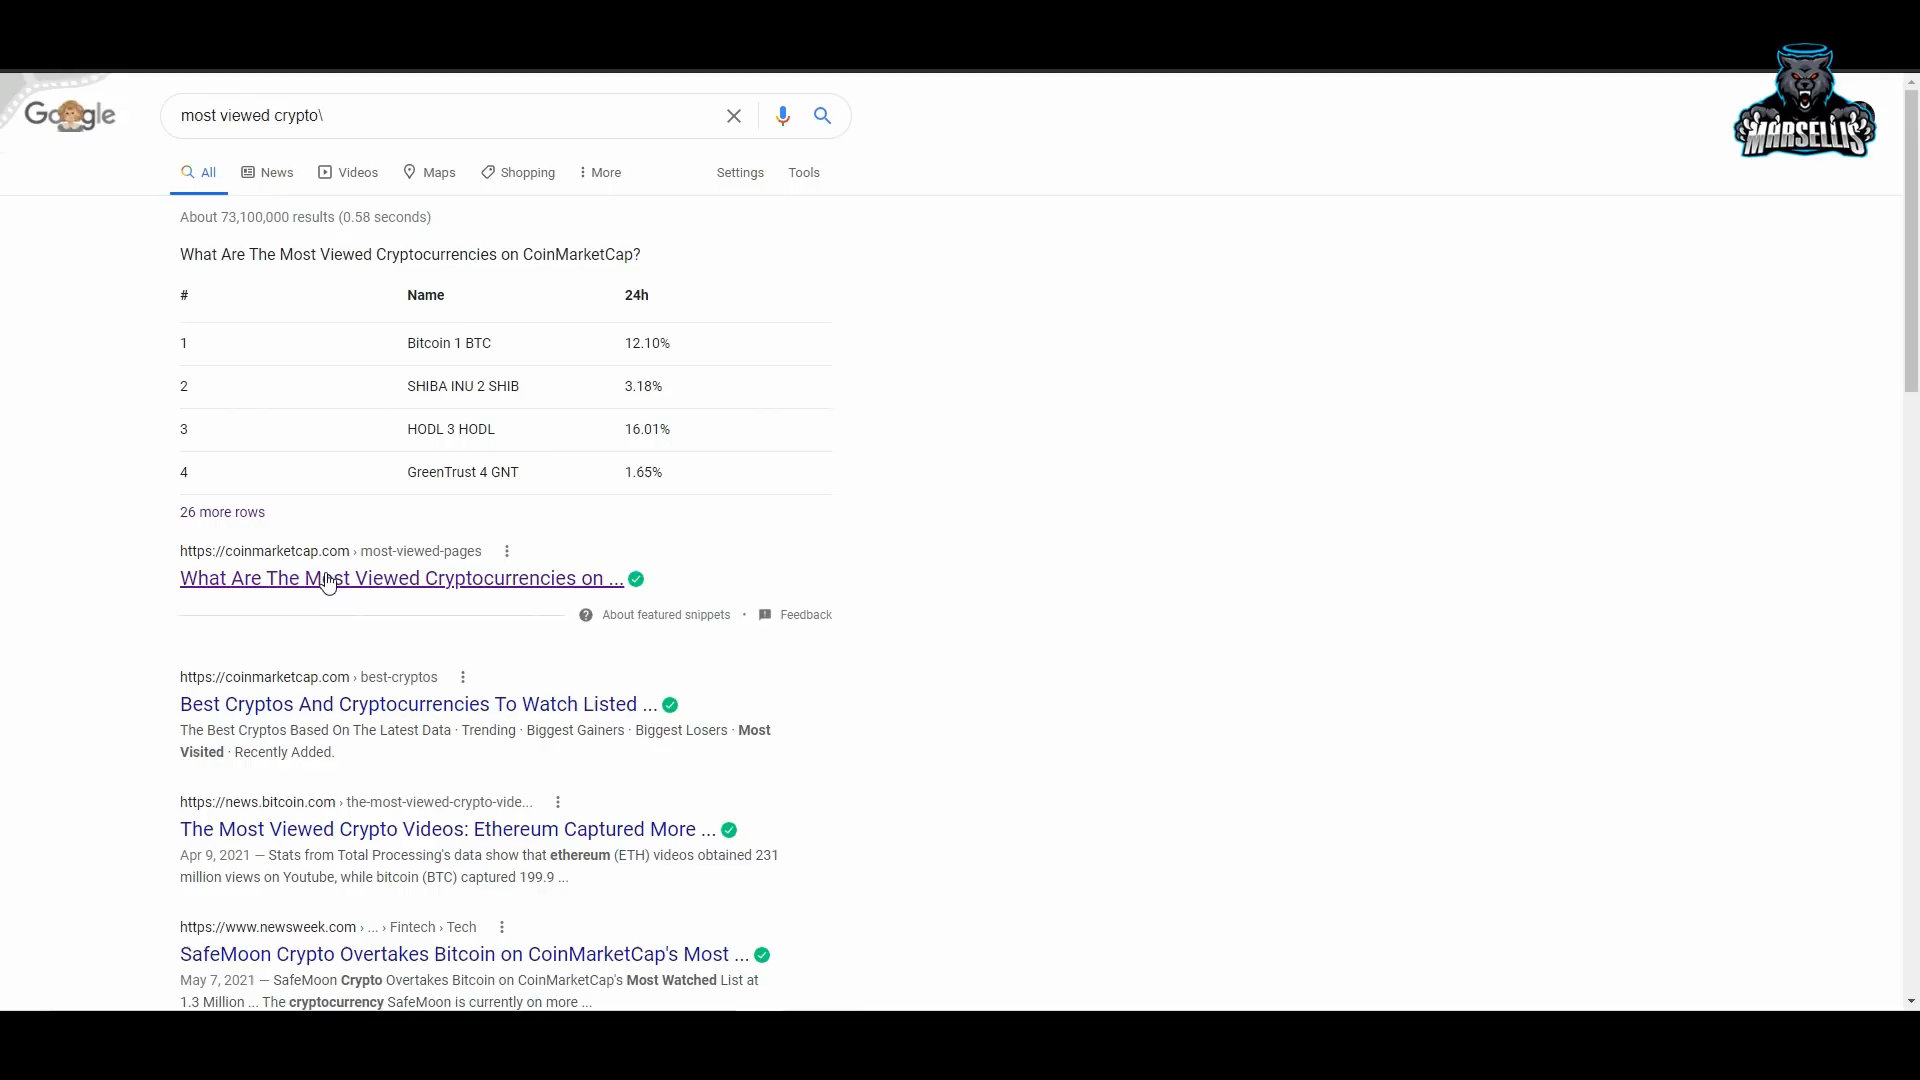 MARSELLIS
Google
most viewed crypto\
All News Videos Maps Shopping More Settings Tools
About 73,100,000 results (0.58 seconds)
What Are The Most Viewed Cryptocurrencies on CoinMarketCap?
# Name 24h
1 Bitcoin 1 BTC 12.10%
2 SHIBA INU 2 SHIB 3.18%
3 HODL 3 HODL 16.01%
4 GreenTrust 4 GNT 1.65%
26 more rows
https://coinmarketcap.com › most-viewed-pages
What Are The Most Viewed Cryptocurrencies on ...
About featured snippets • Feedback
https://coinmarketcap.com › best-cryptos
Best Cryptos And Cryptocurrencies To Watch Listed ...
The Best Cryptos Based On The Latest Data · Trending · Biggest Gainers · Biggest Losers · Most
Visited · Recently Added.
https://news.bitcoin.com › the-most-viewed-crypto-vide...
The Most Viewed Crypto Videos: Ethereum Captured More ...
Apr 9, 2021 — Stats from Total Processing's data show that ethereum (ETH) videos obtained 231
million views on Youtube, while bitcoin (BTC) captured 199.9 ...
https://www.newsweek.com › ... › Fintech › Tech
SafeMoon Crypto Overtakes Bitcoin on CoinMarketCap's Most ...
May 7, 2021 — SafeMoon Crypto Overtakes Bitcoin on CoinMarketCap's Most Watched List at
1.3 Million ... The cryptocurrency SafeMoon is currently on more ...